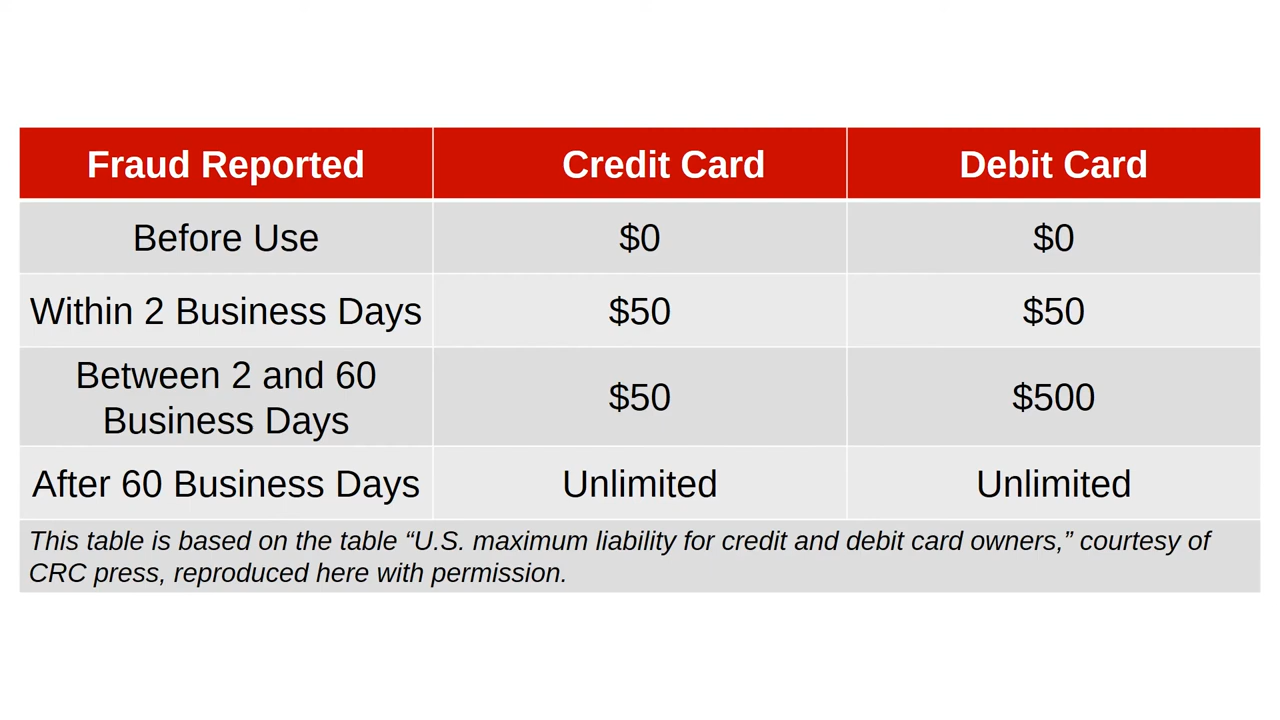 Fraud Reported Credit Card Debit Card
Before Use $0 $0
Within 2 Business Days $50 $50
Between 2 and 60
Business Days $50 $500
After 60 Business Days Unlimited Unlimited
This table is based on the table “U.S. maximum liability for credit and debit card owners,” courtesy of
CRC press, reproduced here with permission.